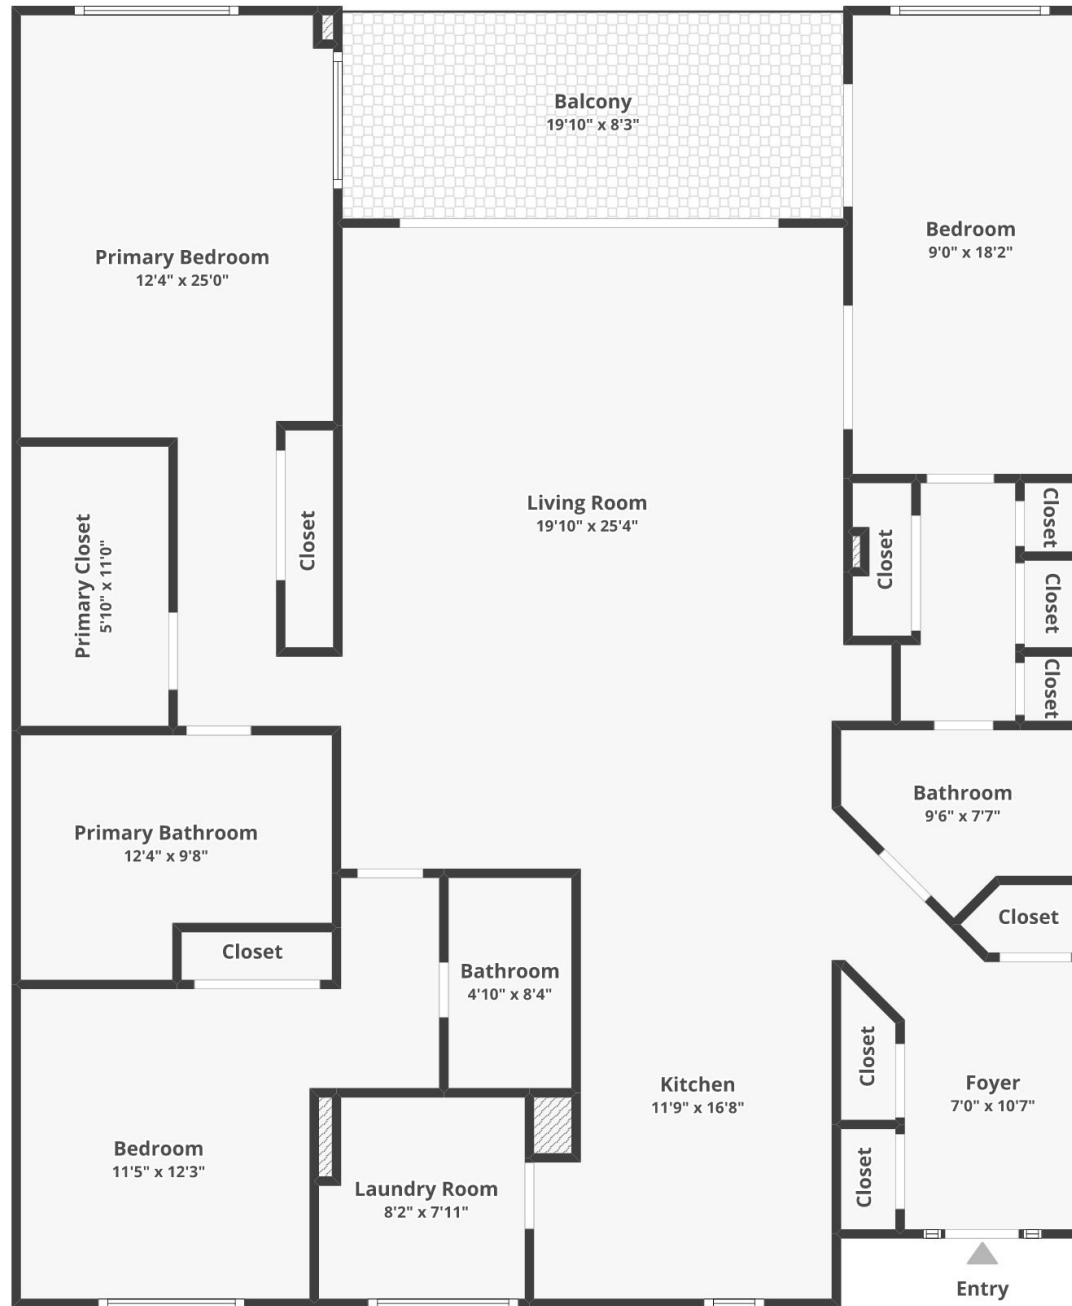 Balcony
19'10" x 8'3"
Bedroom
9'0" x 18'2"
Primary Bedroom
12'4" x 25'0"
Living Room
19'10" x 25'4"
Closet
Closet
Closet
Closet
Closet
Primary Closet
5'10" x 11'0"
Bathroom
9'6" x 7'7"
Primary Bathroom
12'4" x 9'8"
Closet
Closet
Bathroom
4'10" x 8'4"
Closet
Kitchen
11'9" x 16'8"
Foyer
7'0" x 10'7"
Bedroom
11'5" x 12'3"
Closet
Laundry Room
8'2" x 7'11"
Entry